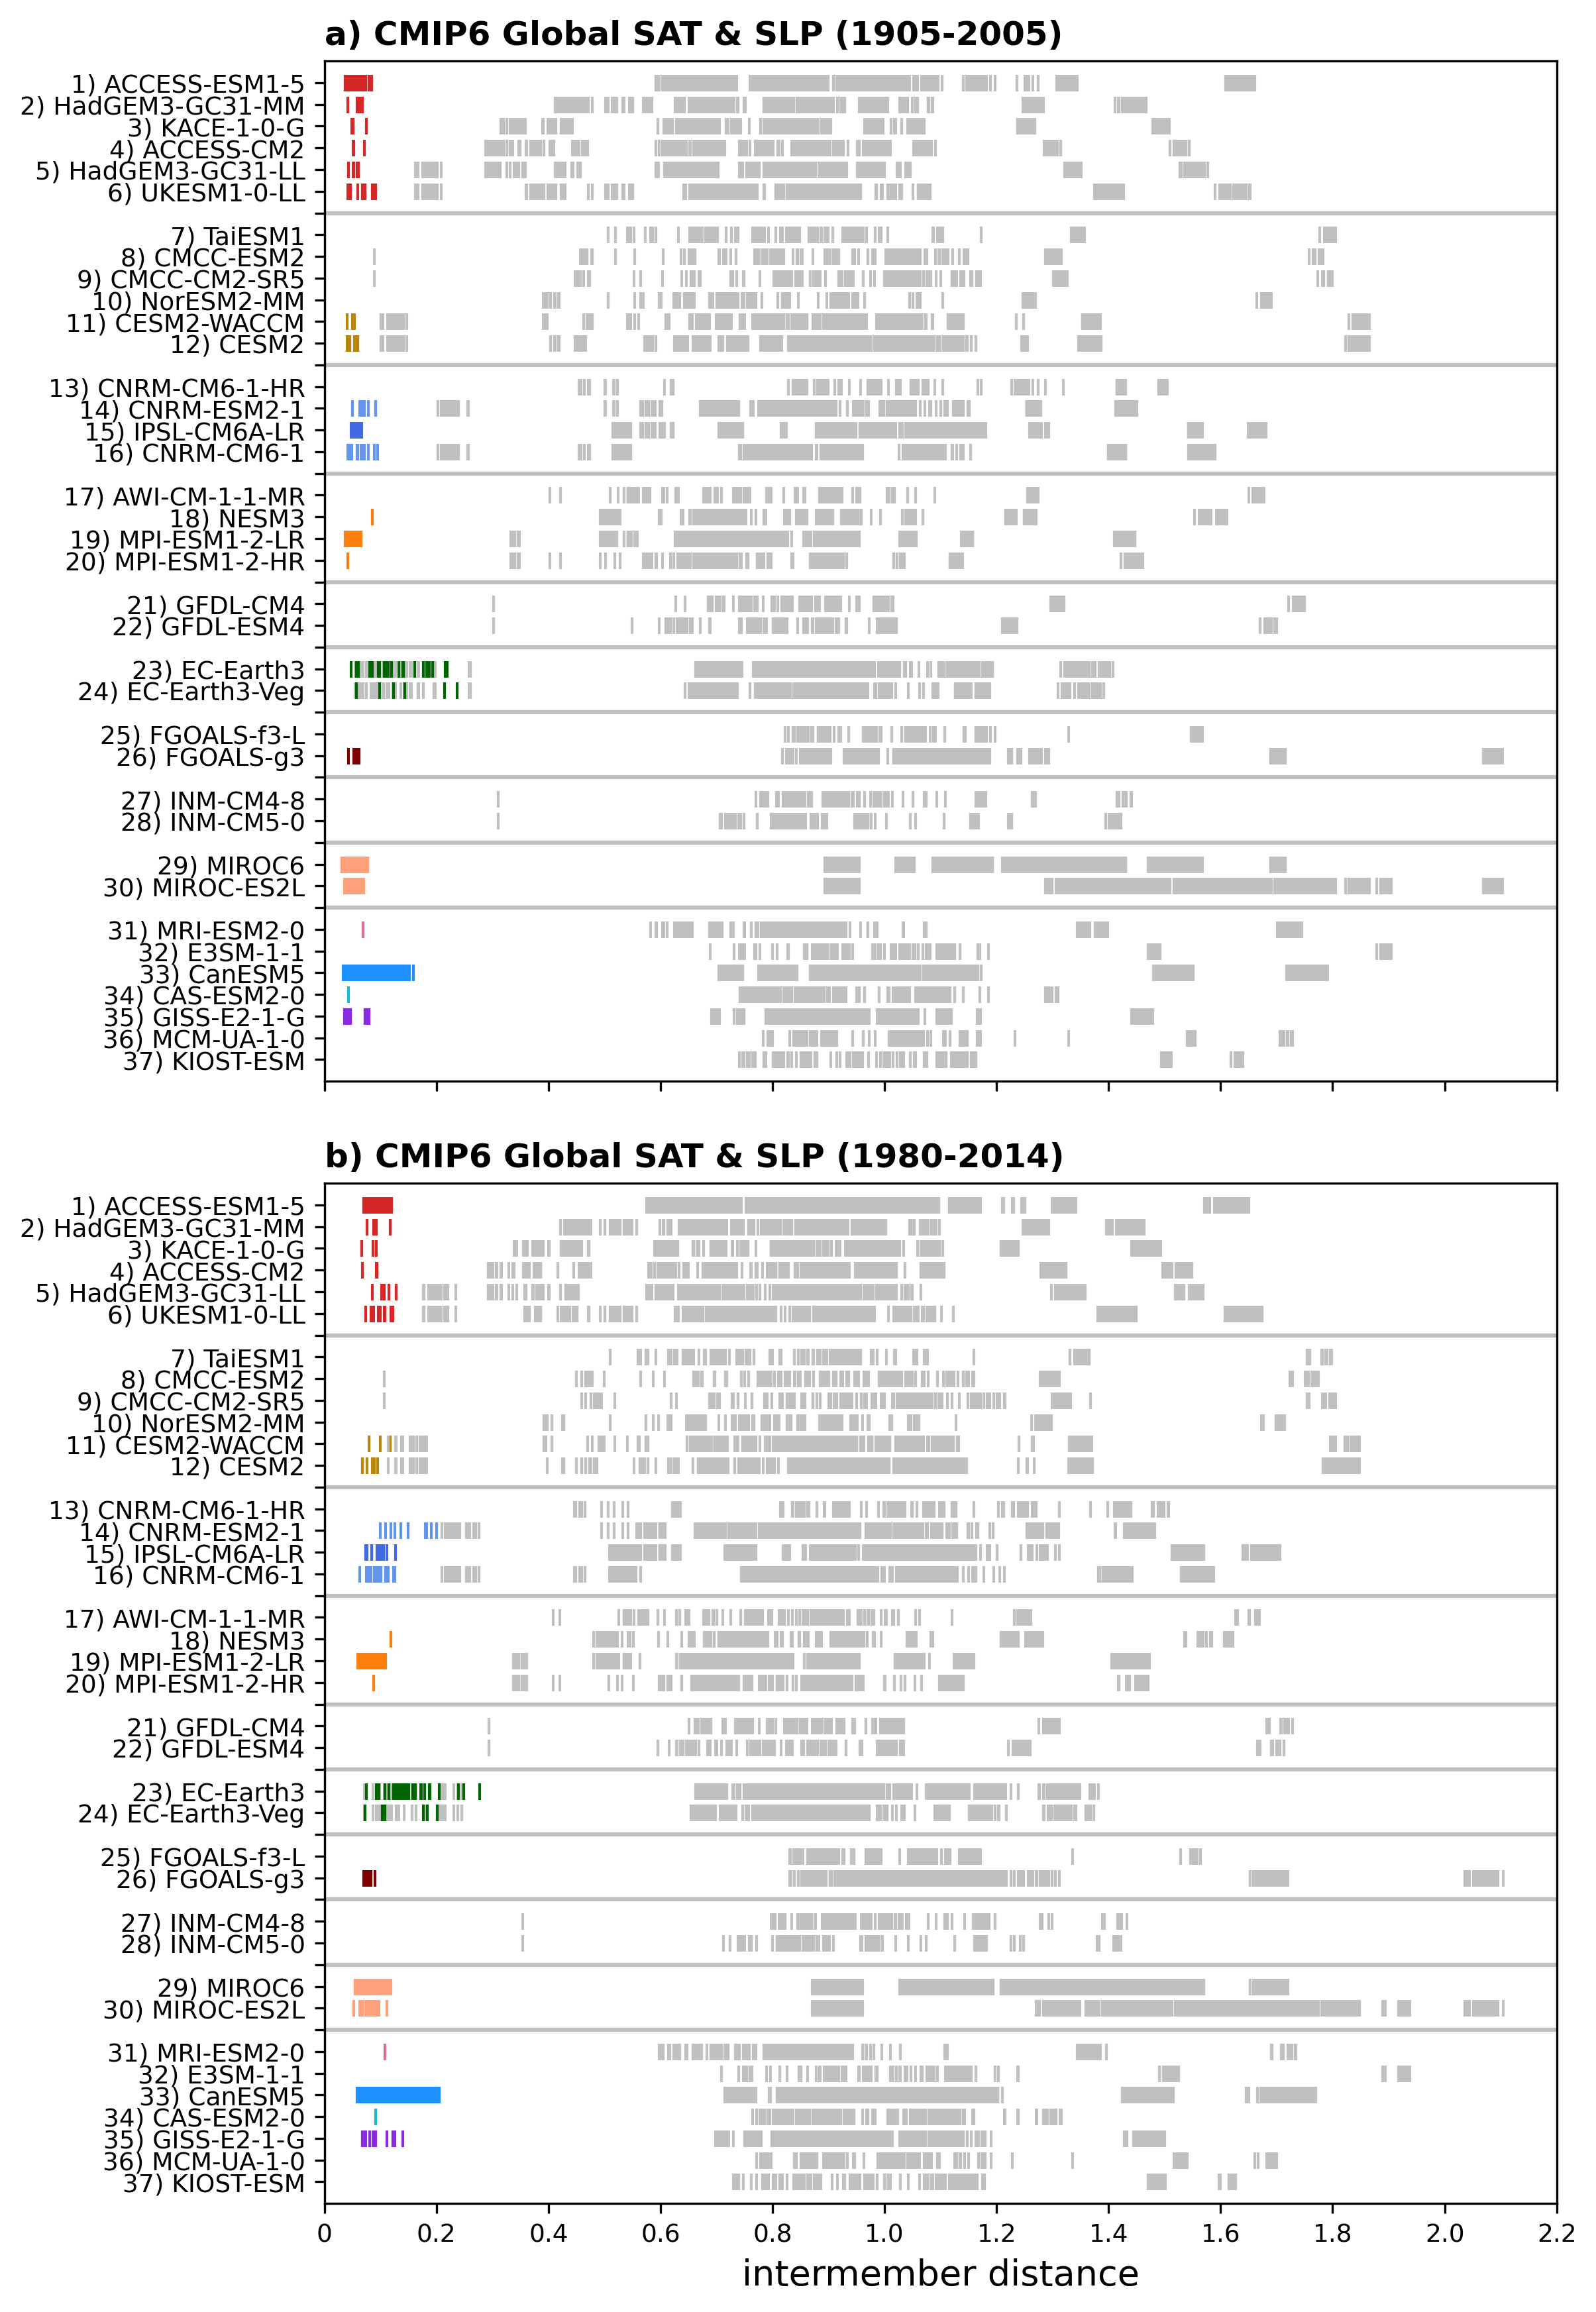 a) CMIP6 Global SAT & SLP (1905-2005)
1) ACCESS-ESM1-5
2) HadGEM3-GC31-MM
3) KACE-1-0-G
4) ACCESS-CM2
5) HadGEM3-GC31-LL
6) UKESM1-0-LL
7) TaiESM1
8) CMCC-ESM2
9) CMCC-CM2-SR5
10) NorESM2-MM
11) CESM2-WACCM
12) CESM2
13) CNRM-CM6-1-HR
14) CNRM-ESM2-1
15) IPSL-CM6A-LR
16) CNRM-CM6-1
17) AWI-CM-1-1-MR
18) NESM3
19) MPI-ESM1-2-LR
20) MPI-ESM1-2-HR
21) GFDL-CM4
22) GFDL-ESM4
23) EC-Earth3
24) EC-Earth3-Veg
25) FGOALS-f3-L
26) FGOALS-g3
27) INM-CM4-8
28) INM-CM5-0
29) MIROC6
30) MIROC-ES2L
31) MRI-ESM2-0
32) E3SM-1-1
33) CanESM5
34) CAS-ESM2-0
35) GISS-E2-1-G
36) MCM-UA-1-0
37) KIOST-ESM
b) CMIP6 Global SAT & SLP (1980-2014)
1) ACCESS-ESM1-5
2) HadGEM3-GC31-MM
3) KACE-1-0-G
4) ACCESS-CM2
5) HadGEM3-GC31-LL
6) UKESM1-0-LL
7) TaiESM1
8) CMCC-ESM2
9) CMCC-CM2-SR5
10) NorESM2-MM
11) CESM2-WACCM
12) CESM2
13) CNRM-CM6-1-HR
14) CNRM-ESM2-1
15) IPSL-CM6A-LR
16) CNRM-CM6-1
17) AWI-CM-1-1-MR
18) NESM3
19) MPI-ESM1-2-LR
20) MPI-ESM1-2-HR
21) GFDL-CM4
22) GFDL-ESM4
23) EC-Earth3
24) EC-Earth3-Veg
25) FGOALS-f3-L
26) FGOALS-g3
27) INM-CM4-8
28) INM-CM5-0
29) MIROC6
30) MIROC-ES2L
31) MRI-ESM2-0
32) E3SM-1-1
33) CanESM5
34) CAS-ESM2-0
35) GISS-E2-1-G
36) MCM-UA-1-0
37) KIOST-ESM
0 0.2 0.4 0.6 0.8 1.0 1.2 1.4 1.6 1.8 2.0 2.2
intermember distance